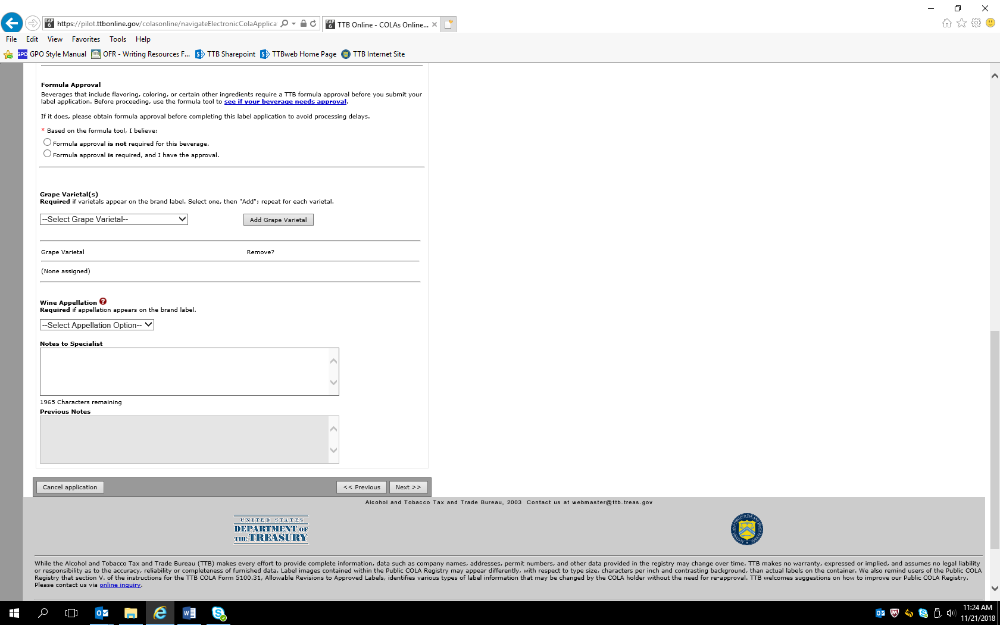 https://pilot.ttbonline.gov/colasonline/navigateElectronicColaApplica
TTB Online - COLAs Online...
File Edit View Favorites Tools Help
GPO Style Manual OFR - Writing Resources F... TTB Sharepoint TTBweb Home Page TTB Internet Site
Formula Approval
Beverages that include flavoring, coloring, or certain other ingredients require a TTB formula approval before you submit your
label application. Before proceeding, use the formula tool to see if your beverage needs approval.
If it does, please obtain formula approval before completing this label application to avoid processing delays.
* Based on the formula tool, I believe:
Formula approval is not required for this beverage.
Formula approval is required, and I have the approval.
Grape Varietal(s)
Required if varietals appear on the brand label. Select one, then "Add"; repeat for each varietal.
--Select Grape Varietal-- Add Grape Varietal
Grape Varietal Remove?
(None assigned)
Wine Appellation ?
Required if appellation appears on the brand label.
--Select Appellation Option--
Notes to Specialist
1965 Characters remaining
Previous Notes
Cancel application << Previous Next >>
Alcohol and Tobacco Tax and Trade Bureau, 2003 Contact us at webmaster@ttb.treas.gov
UNITED STATES
DEPARTMENT OF
THE TREASURY
While the Alcohol and Tobacco Tax and Trade Bureau (TTB) makes every effort to provide complete information, data such as company names, addresses, permit numbers, and other data provided in the registry may change over time. TTB makes no warranty, expressed or implied, and assumes no legal liability
or responsibility as to the accuracy, reliability or completeness of furnished data. Label images contained within the Public COLA Registry may appear differently, with respect to type size, characters per inch and contrasting background, than actual labels on the container. We also remind users of the Public COLA
Registry that section V. of the instructions for the TTB COLA Form 5100.31, Allowable Revisions to Approved Labels, identifies various types of label information that may be changed by the COLA holder without the need for re-approval. TTB welcomes suggestions on how to improve our Public COLA Registry.
Please contact us via online inquiry.
11:24 AM
11/21/2018